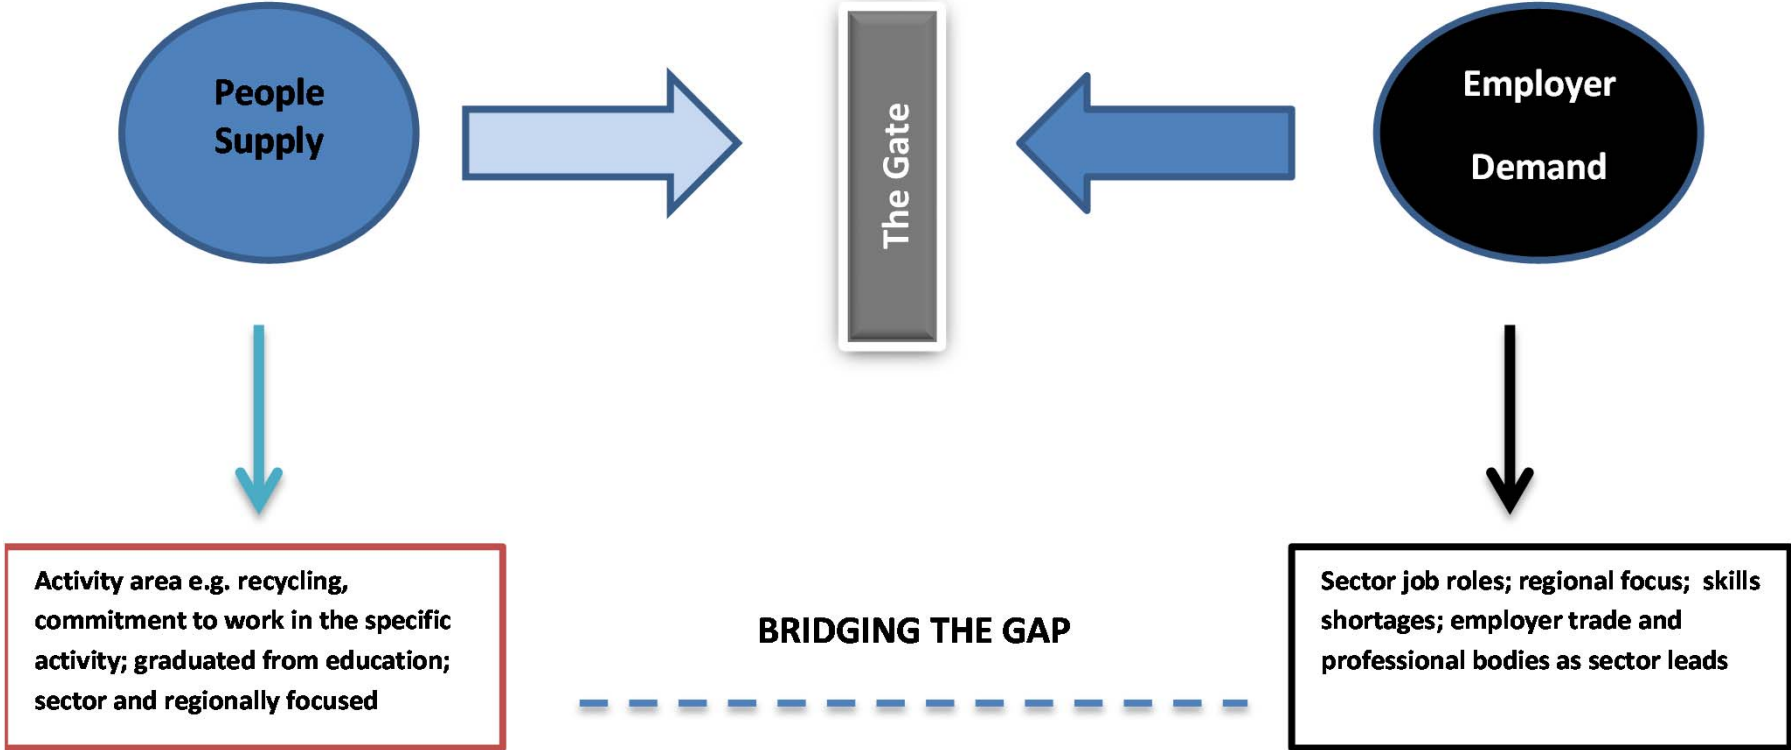 People
Supply
The Gate
Employer
Demand
Activity area e.g. recycling,
commitment to work in the specific
activity; graduated from education;
sector and regionally focused
BRIDGING THE GAP
Sector job roles; regional focus;  skills
shortages; employer trade and
professional bodies as sector leads